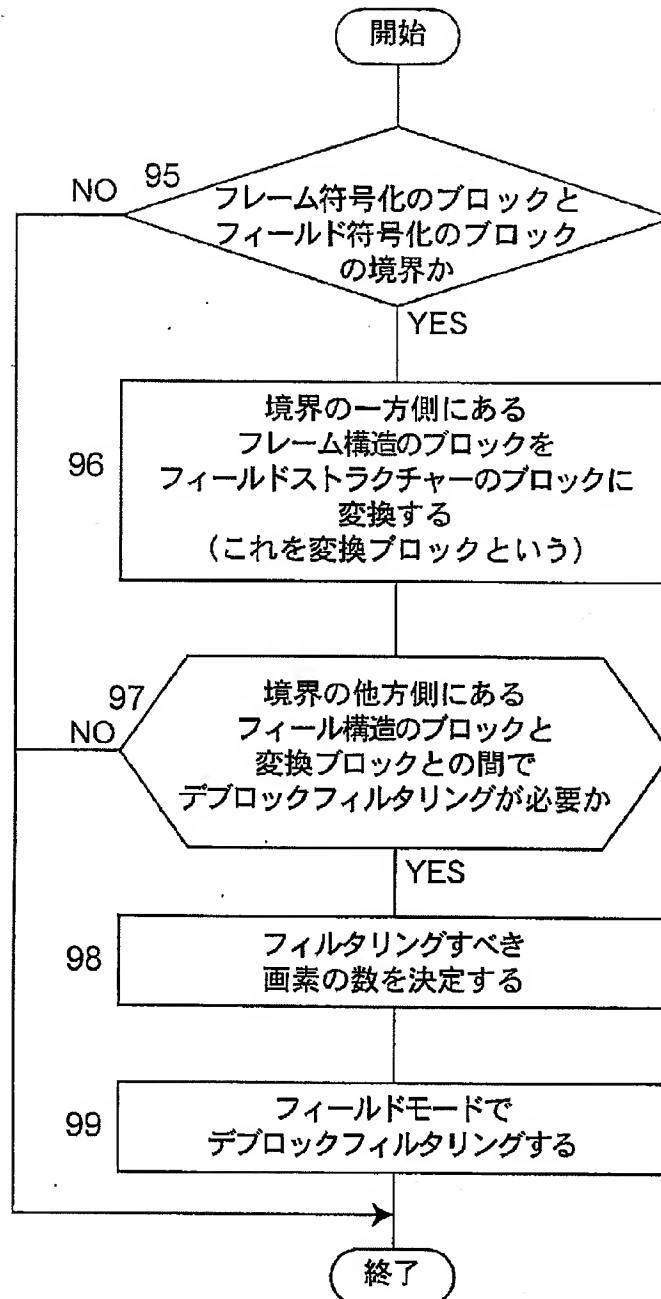 開始
NO 95
フレーム符号化のブロックと
フィールド符号化のブロック
の境界か
YES
境界の一方側にある
フレーム構造のブロックを
フィールドストラクチャーのブロックに
変換する
(これを変換ブロックという)
96
97
NO
境界の他方側にある
フィール構造のブロックと
変換ブロックとの間で
デブロックフィルタリングが必要か
YES
98
フィルタリングすべき
画素の数を決定する
99
フィールドモードで
デブロックフィルタリングする
終了